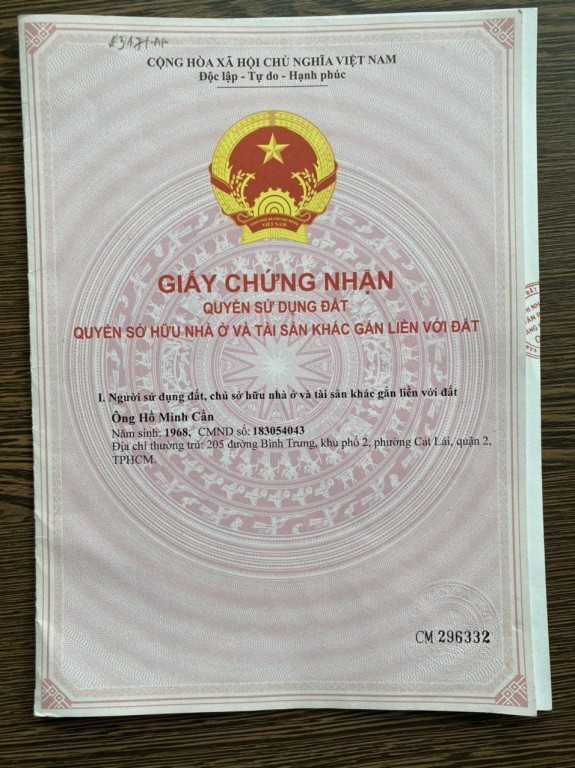 CỘNG HÒA XÃ HỘI CHỦ NGHĨA VIỆT NAM
Độc lập - Tự do - Hạnh phúc
VIỆT NAM
GIẤY CHỨNG NHẬN
QUYỀN SỬ DỤNG ĐẤT
QUYỀN SỞ HỮU NHÀ Ở VÀ TÀI SẢN KHÁC GẮN LIỀN VỚI ĐẤT
I. Người sử dụng đất, chủ sở hữu nhà ở và tài sản khác gắn liền với đất
Ông Hồ Minh Cần
Năm sinh: 1968, CMND số: 183054043
Địa chỉ thường trú: 205 đường Bình Trưng, khu phố 2, phường Cát Lái, quận 2,
TPHCM.
CM 296332